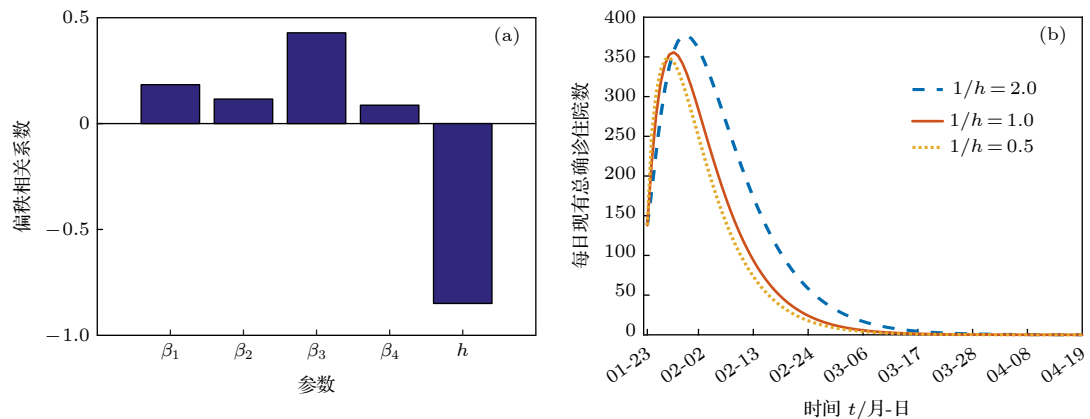 (a)
偏秩相关系数
0.5
0
−0.5
−1.0
β1 β2 β3 β4 h
参数
(b)
每日现有总确诊住院数
400
350
300
250
200
150
100
50
0
1/h = 2.0
1/h = 1.0
1/h = 0.5
01-23 02-02 02-13 02-24 03-06 03-17 03-28 04-08 04-19
时间 t/月-日